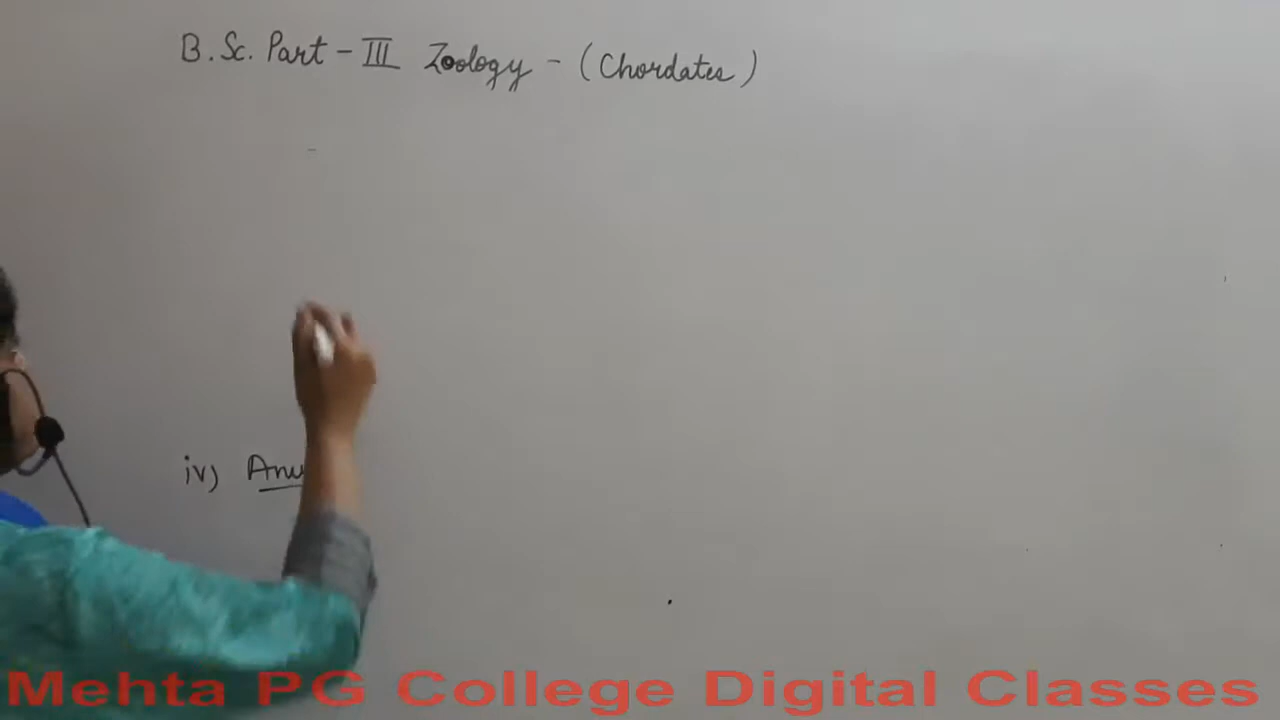 B.Sc. Part - III Zoology - (Chordates)
iv)
Mehta PG College Digital Classes